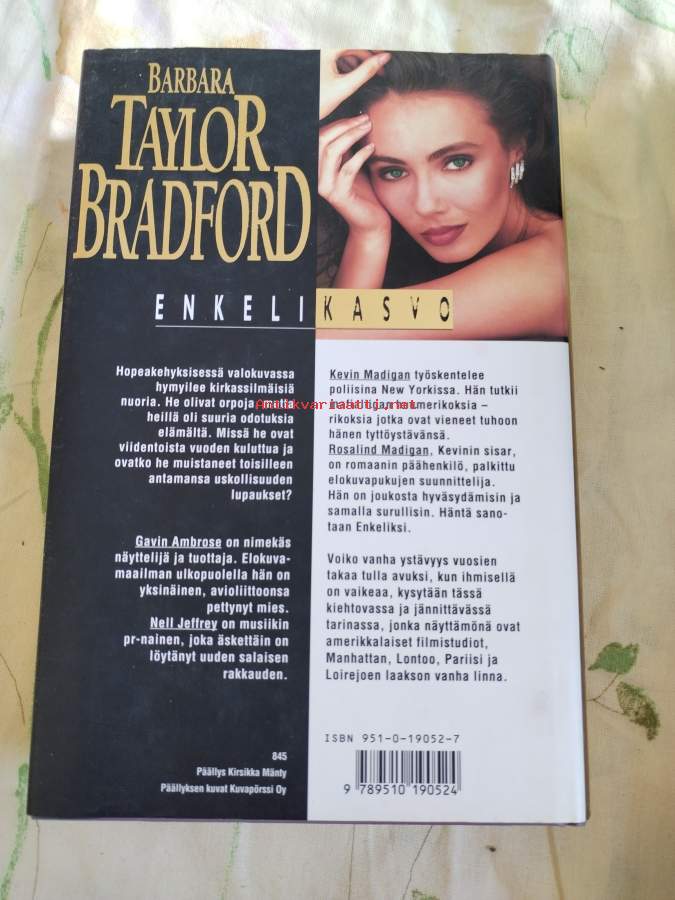 BARBARA
TAYLOR
BRADFORD
ENKELIKASVO
Hopeakehyksisessä valokuvassa
hymyilee kirkassilmäisiä
nuoria. He olivat orpoja, mutta
heillä oli suuria odotuksia
elämältä. Missä he ovat
viidentoista vuoden kuluttua ja
ovatko he muistaneet toisilleen
antamansa uskollisuuden
lupaukset?
Gavin Ambrose on nimekäs
näyttelijä ja tuottaja. Elokuva-
maailman ulkopuolella hän on
yksinäinen, avioliittoonsa
pettynyt mies.
Nell Jeffrey on musiikin
pr-nainen, joka äskettäin on
löytänyt uuden salaisen
rakkauden.
845
Päällys Kirsikka Mänty
Päällyksen kuvat Kuvapörssi Oy
Kevin Madigan työskentelee
poliisina New Yorkissa. Hän tutkii
huumerikoksia –
rikoksia jotka ovat vieneet tuhoon
hänen tyttöystävänsä.
Rosalind Madigan, Kevinin sisar,
on romaanin päähenkilö, palkittu
elokuvapukujen suunnittelija.
Hän on joukosta hyväsydämisin ja
samalla surullisin. Häntä sano-
taan Enkeliksi.
Voiko vanha ystävyys vuosien
takaa tulla avuksi, kun ihmisellä
on vaikeaa, kysytään tässä
kiehtovassa ja jännittävässä
tarinassa, jonka näyttämönä ovat
amerikkalaiset filmistudiot,
Manhattan, Lontoo, Pariisi ja
Loirejoen laakson vanha linna.
ISBN 951-0-19052-7
9 789510 190524
Antikvariaatti.net